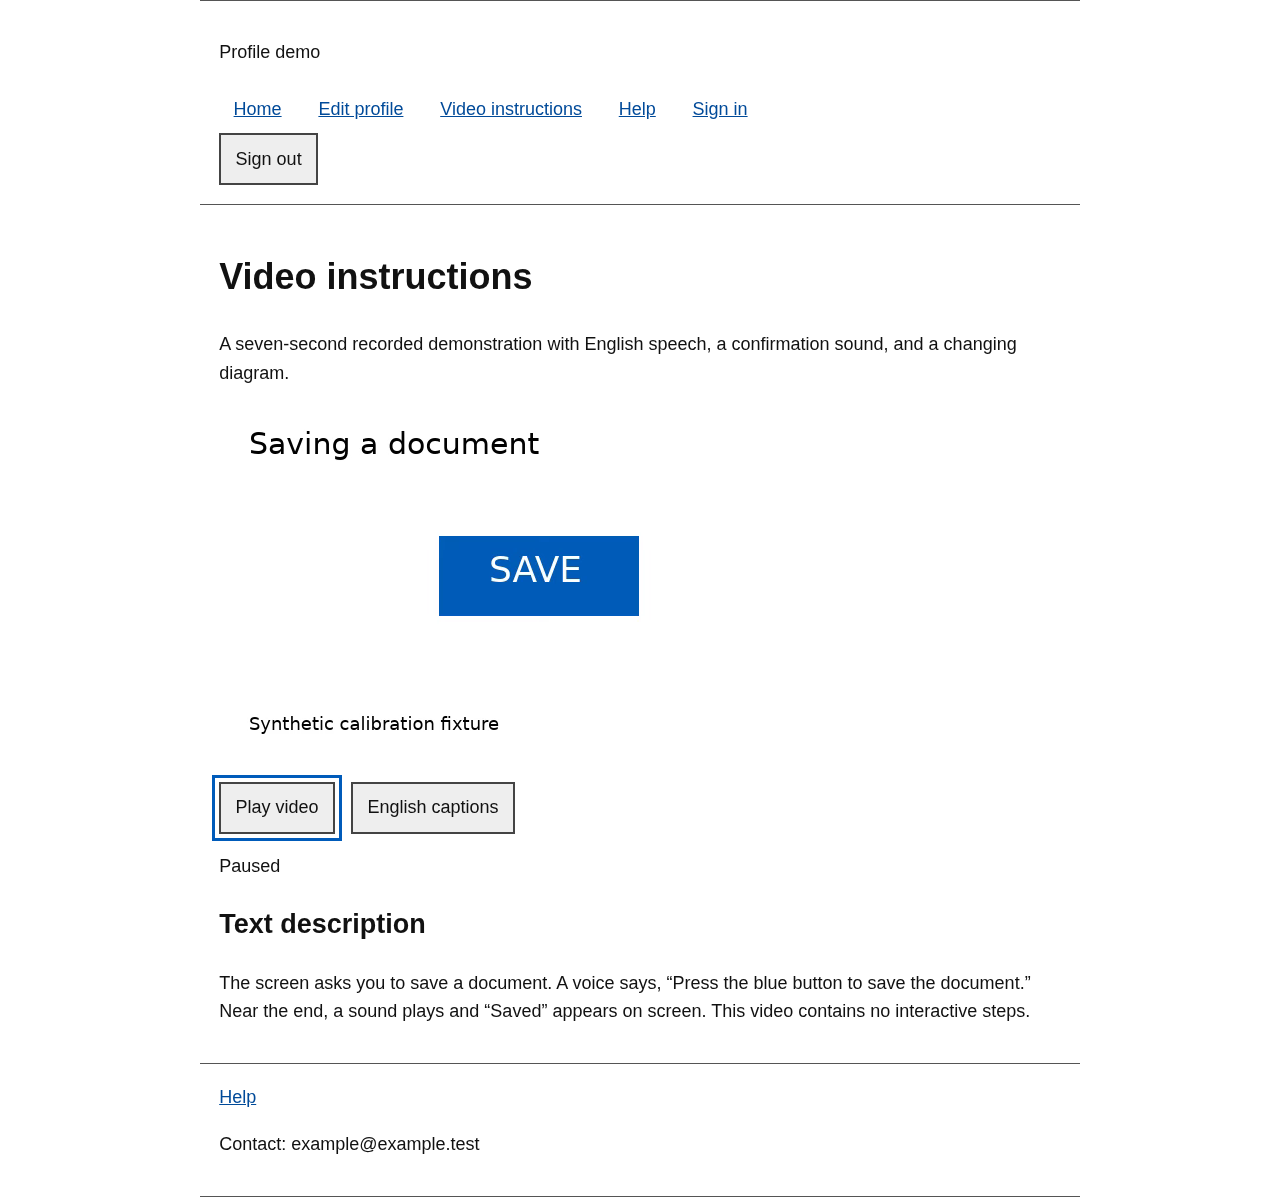 Profile demo
Home Edit profile Video instructions Help Sign in
Sign out
Video instructions
A seven-second recorded demonstration with English speech, a confirmation sound, and a changing
diagram.
Saving a document
SAVE
Synthetic calibration fixture
Play video English captions
Paused
Text description
The screen asks you to save a document. A voice says, “Press the blue button to save the document.”
Near the end, a sound plays and “Saved” appears on screen. This video contains no interactive steps.
Help
Contact: example@example.test